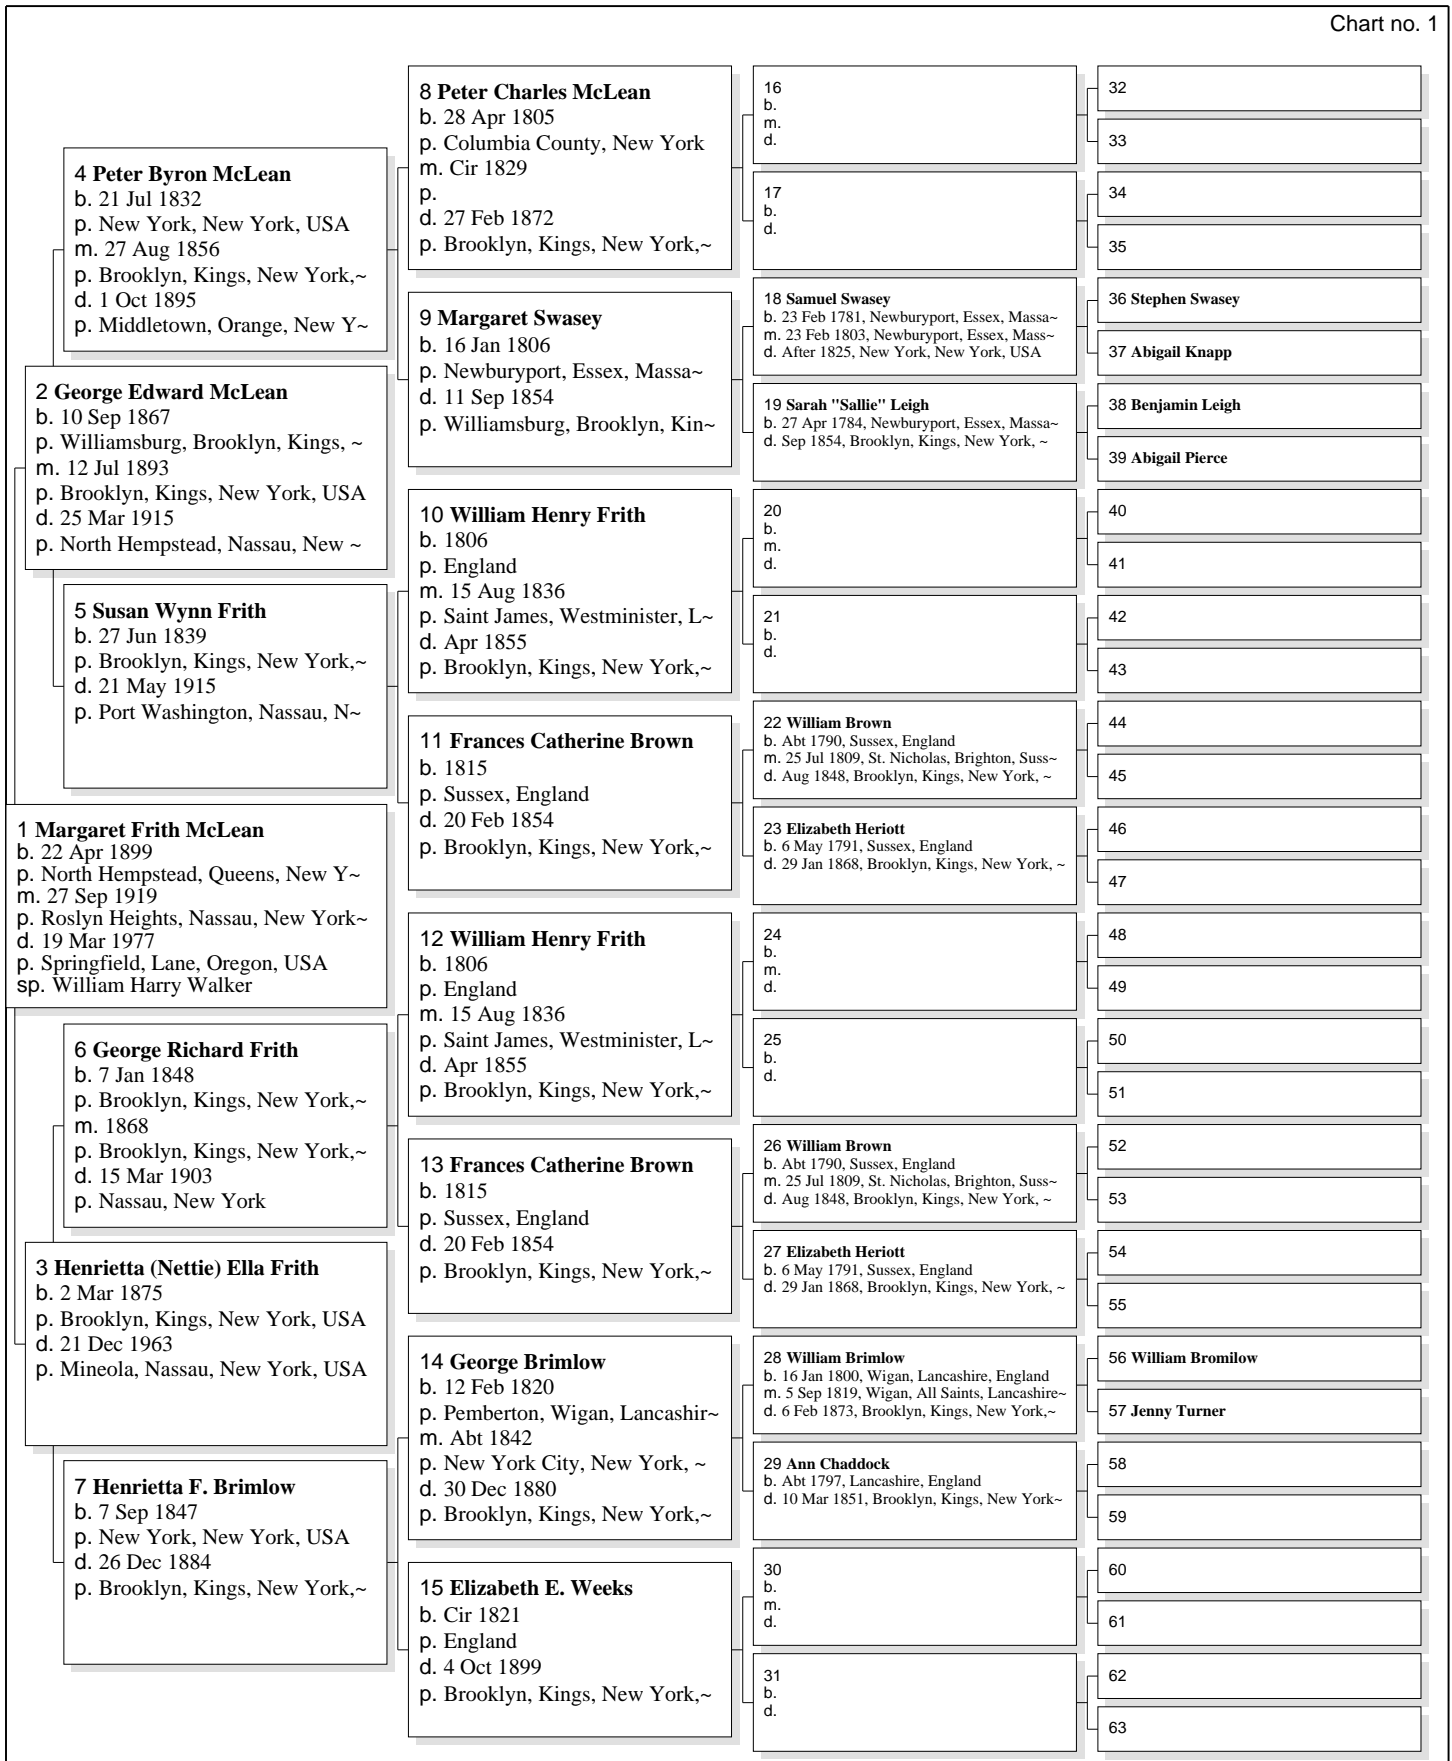 Chart no. 1
8 Peter Charles McLean
b. 28 Apr 1805
p. Columbia County, New York
m. Cir 1829
p.
d. 27 Feb 1872
p. Brooklyn, Kings, New York,~
16
b.
m.
d.
32
33
17
b.
d.
34
35
4 Peter Byron McLean
b. 21 Jul 1832
p. New York, New York, USA
m. 27 Aug 1856
p. Brooklyn, Kings, New York,~
d. 1 Oct 1895
p. Middletown, Orange, New Y~
9 Margaret Swasey
b. 16 Jan 1806
p. Newburyport, Essex, Massa~
d. 11 Sep 1854
p. Williamsburg, Brooklyn, Kin~
18 Samuel Swasey
b. 23 Feb 1781, Newburyport, Essex, Massa~
m. 23 Feb 1803, Newburyport, Essex, Mass~
d. After 1825, New York, New York, USA
36 Stephen Swasey
37 Abigail Knapp
19 Sarah "Sallie" Leigh
b. 27 Apr 1784, Newburyport, Essex, Massa~
d. Sep 1854, Brooklyn, Kings, New York, ~
38 Benjamin Leigh
39 Abigail Pierce
2 George Edward McLean
b. 10 Sep 1867
p. Williamsburg, Brooklyn, Kings, ~
m. 12 Jul 1893
p. Brooklyn, Kings, New York, USA
d. 25 Mar 1915
p. North Hempstead, Nassau, New ~
10 William Henry Frith
b. 1806
p. England
m. 15 Aug 1836
p. Saint James, Westminister, L~
d. Apr 1855
p. Brooklyn, Kings, New York,~
20
b.
m.
d.
40
41
21
b.
d.
42
43
5 Susan Wynn Frith
b. 27 Jun 1839
p. Brooklyn, Kings, New York,~
d. 21 May 1915
p. Port Washington, Nassau, N~
11 Frances Catherine Brown
b. 1815
p. Sussex, England
d. 20 Feb 1854
p. Brooklyn, Kings, New York,~
22 William Brown
b. Abt 1790, Sussex, England
m. 25 Jul 1809, St. Nicholas, Brighton, Suss~
d. Aug 1848, Brooklyn, Kings, New York, ~
44
45
23 Elizabeth Heriott
b. 6 May 1791, Sussex, England
d. 29 Jan 1868, Brooklyn, Kings, New York, ~
46
47
1 Margaret Frith McLean
b. 22 Apr 1899
p. North Hempstead, Queens, New Y~
m. 27 Sep 1919
p. Roslyn Heights, Nassau, New York~
d. 19 Mar 1977
p. Springfield, Lane, Oregon, USA
sp. William Harry Walker
12 William Henry Frith
b. 1806
p. England
m. 15 Aug 1836
p. Saint James, Westminister, L~
d. Apr 1855
p. Brooklyn, Kings, New York,~
24
b.
m.
d.
48
49
25
b.
d.
50
51
6 George Richard Frith
b. 7 Jan 1848
p. Brooklyn, Kings, New York,~
m. 1868
p. Brooklyn, Kings, New York,~
d. 15 Mar 1903
p. Nassau, New York
13 Frances Catherine Brown
b. 1815
p. Sussex, England
d. 20 Feb 1854
p. Brooklyn, Kings, New York,~
26 William Brown
b. Abt 1790, Sussex, England
m. 25 Jul 1809, St. Nicholas, Brighton, Suss~
d. Aug 1848, Brooklyn, Kings, New York, ~
52
53
27 Elizabeth Heriott
b. 6 May 1791, Sussex, England
d. 29 Jan 1868, Brooklyn, Kings, New York, ~
54
55
3 Henrietta (Nettie) Ella Frith
b. 2 Mar 1875
p. Brooklyn, Kings, New York, USA
d. 21 Dec 1963
p. Mineola, Nassau, New York, USA
14 George Brimlow
b. 12 Feb 1820
p. Pemberton, Wigan, Lancashir~
m. Abt 1842
p. New York City, New York, ~
d. 30 Dec 1880
p. Brooklyn, Kings, New York,~
28 William Brimlow
b. 16 Jan 1800, Wigan, Lancashire, England
m. 5 Sep 1819, Wigan, All Saints, Lancashire~
d. 6 Feb 1873, Brooklyn, Kings, New York,~
56 William Bromilow
57 Jenny Turner
29 Ann Chaddock
b. Abt 1797, Lancashire, England
d. 10 Mar 1851, Brooklyn, Kings, New York~
58
59
7 Henrietta F. Brimlow
b. 7 Sep 1847
p. New York, New York, USA
d. 26 Dec 1884
p. Brooklyn, Kings, New York,~
15 Elizabeth E. Weeks
b. Cir 1821
p. England
d. 4 Oct 1899
p. Brooklyn, Kings, New York,~
30
b.
m.
d.
60
61
31
b.
d.
62
63